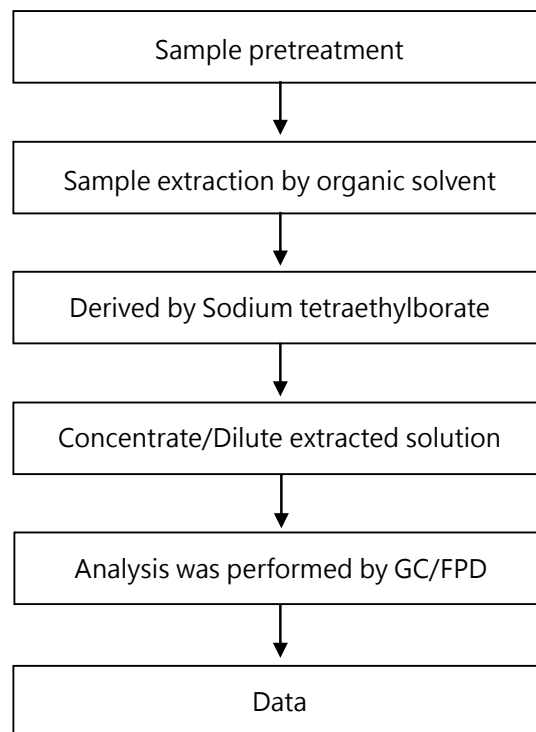 Sample pretreatment
Sample extraction by organic solvent
Derived by Sodium tetraethylborate
Concentrate/Dilute extracted solution
Analysis was performed by GC/FPD
Data